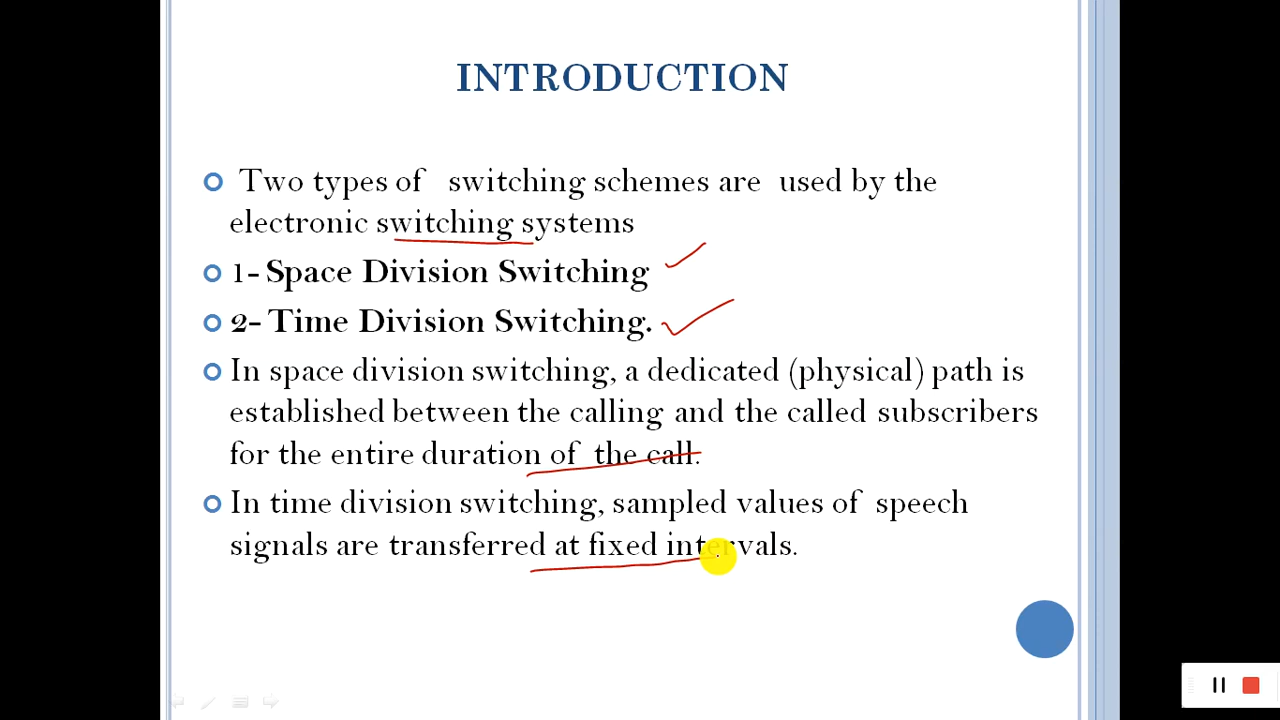 INTRODUCTION
Two types of switching schemes are used by the
electronic switching systems
1- Space Division Switching
2- Time Division Switching.
In space division switching, a dedicated (physical) path is
established between the calling and the called subscribers
for the entire duration of the call.
In time division switching, sampled values of speech
signals are transferred at fixed intervals.